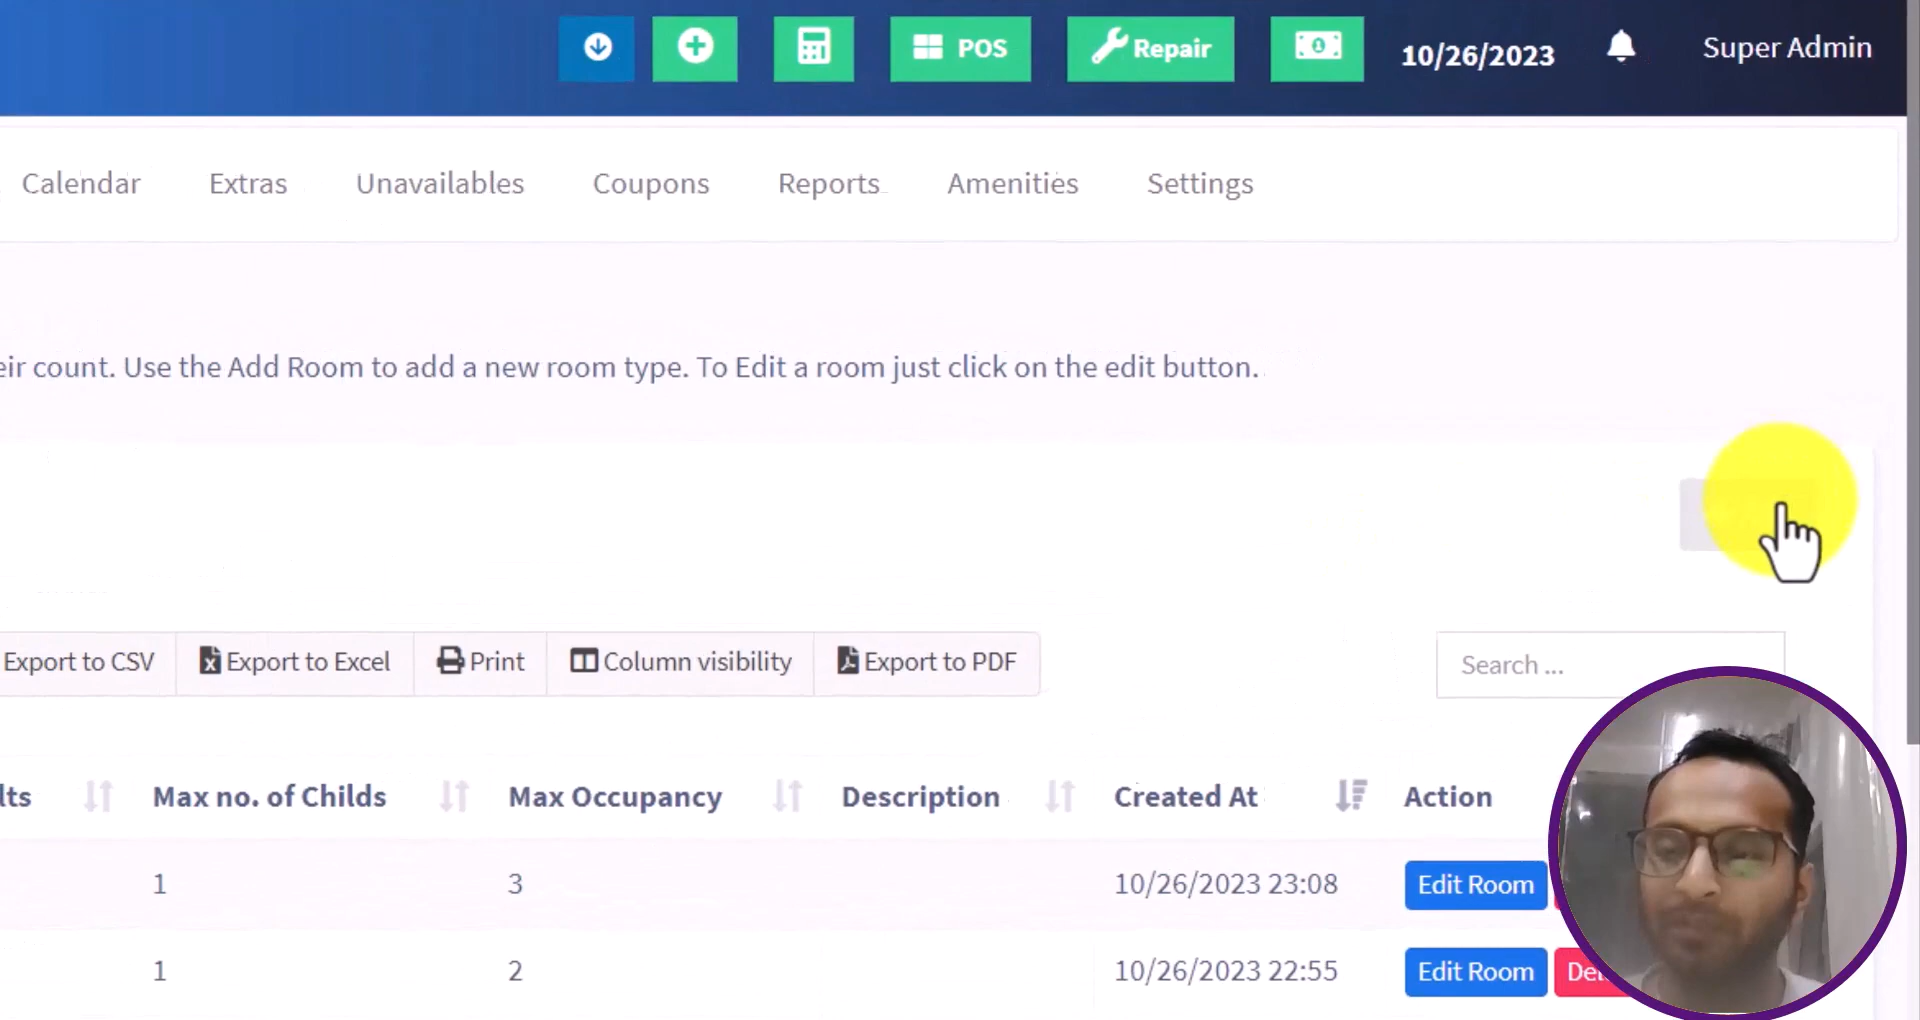 POS Repair 10/26/2023 Super Admin
Calendar Extras Unavailables Coupons Reports Amenities Settings
eir count. Use the Add Room to add a new room type. To Edit a room just click on the edit button.
Export to CSV Export to Excel Print Column visibility Export to PDF Search ...
lts Max no. of Childs Max Occupancy Description Created At Action
1 3 10/26/2023 23:08 Edit Room
1 2 10/26/2023 22:55 Edit Room De